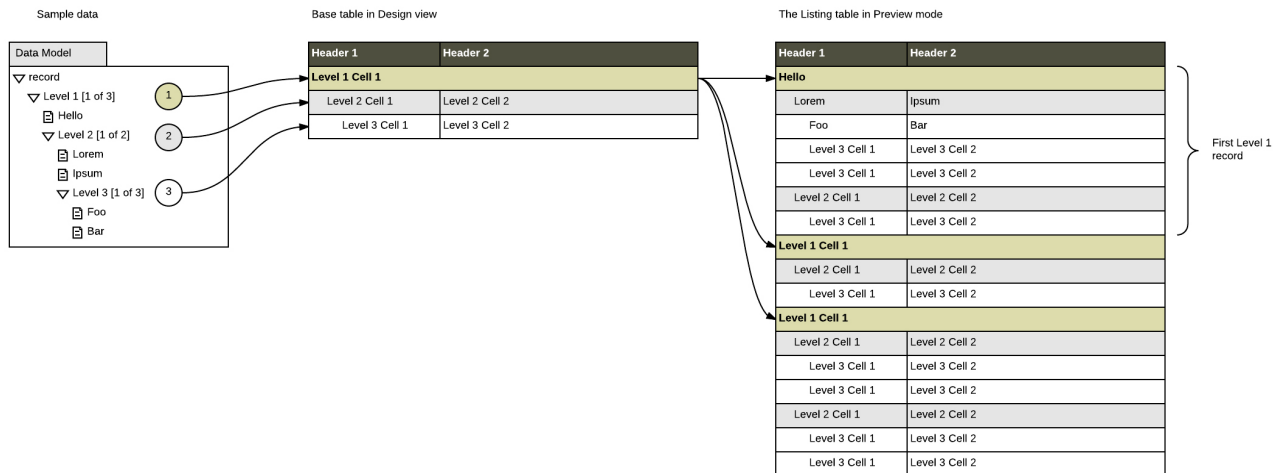 Sample data
Base table in Design view
The Listing table in Preview mode
Data Model
record
Level 1 [1 of 3]
Hello
Level 2 [1 of 2]
Lorem
Ipsum
Level 3 [1 of 3]
Foo
Bar
1
2
3
Header 1 Header 2
Level 1 Cell 1
Level 2 Cell 1 Level 2 Cell 2
Level 3 Cell 1 Level 3 Cell 2
Header 1 Header 2
Hello
Lorem Ipsum
Foo Bar
Level 3 Cell 1 Level 3 Cell 2
Level 3 Cell 1 Level 3 Cell 2
Level 2 Cell 1 Level 2 Cell 2
Level 3 Cell 1 Level 3 Cell 2
Level 1 Cell 1
Level 2 Cell 1 Level 2 Cell 2
Level 3 Cell 1 Level 3 Cell 2
Level 1 Cell 1
Level 2 Cell 1 Level 2 Cell 2
Level 3 Cell 1 Level 3 Cell 2
Level 3 Cell 1 Level 3 Cell 2
Level 2 Cell 1 Level 2 Cell 2
Level 3 Cell 1 Level 3 Cell 2
Level 3 Cell 1 Level 3 Cell 2
First Level 1
record